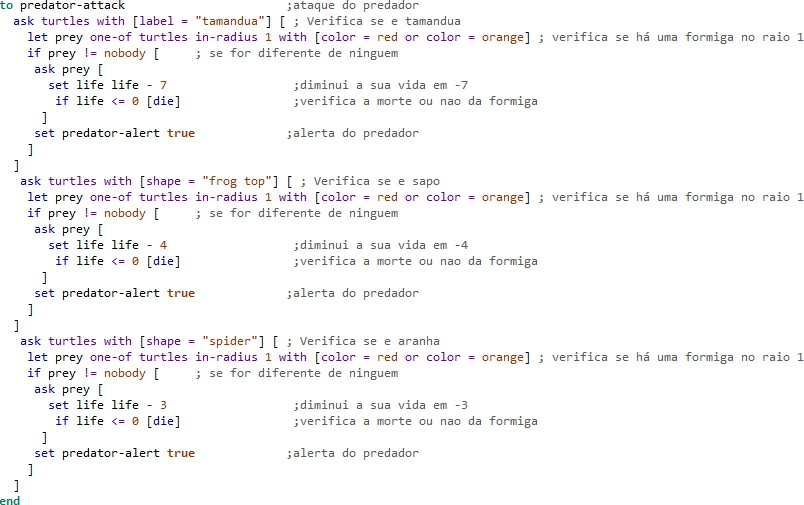 to predator-attack ;ataque do predador
ask turtles with [label = "tamandua"] [ ; Verifica se e tamandua
let prey one-of turtles in-radius 1 with [color = red or color = orange] ; verifica se há uma formiga no raio 1
if prey != nobody [ ; se for diferente de ninguem
ask prey [
set life life - 7 ;diminui a sua vida em -7
if life <= 0 [die] ;verifica a morte ou nao da formiga
]
set predator-alert true ;alerta do predador
]
]
ask turtles with [shape = "frog top"] [ ; Verifica se e sapo
let prey one-of turtles in-radius 1 with [color = red or color = orange] ; verifica se há uma formiga no raio 1
if prey != nobody [ ; se for diferente de ninguem
ask prey [
set life life - 4 ;diminui a sua vida em -4
if life <= 0 [die] ;verifica a morte ou nao da formiga
]
set predator-alert true ;alerta do predador
]
]
ask turtles with [shape = "spider"] [ ; Verifica se e aranha
let prey one-of turtles in-radius 1 with [color = red or color = orange] ; verifica se há uma formiga no raio 1
if prey != nobody [ ; se for diferente de ninguem
ask prey [
set life life - 3 ;diminui a sua vida em -3
if life <= 0 [die] ;verifica a morte ou nao da formiga
]
set predator-alert true ;alerta do predador
]
]
end